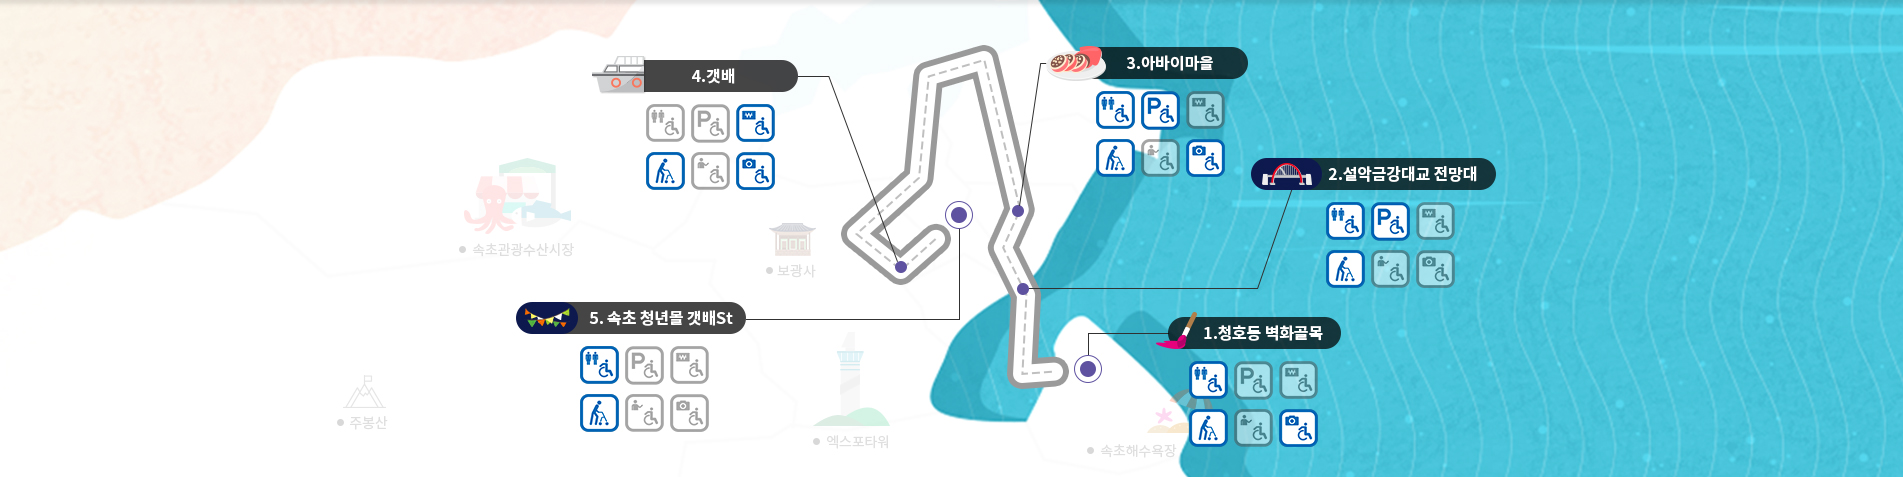 4.갯배
3.아바이마을
2.설악금강대교 전망대
속초관광수산시장
보광사
5. 속초 청년몰 갯배St
1.청호동 벽화골목
주봉산
엑스포타워
속초해수욕장
P
P
P
P
P
W
W
W
W
W